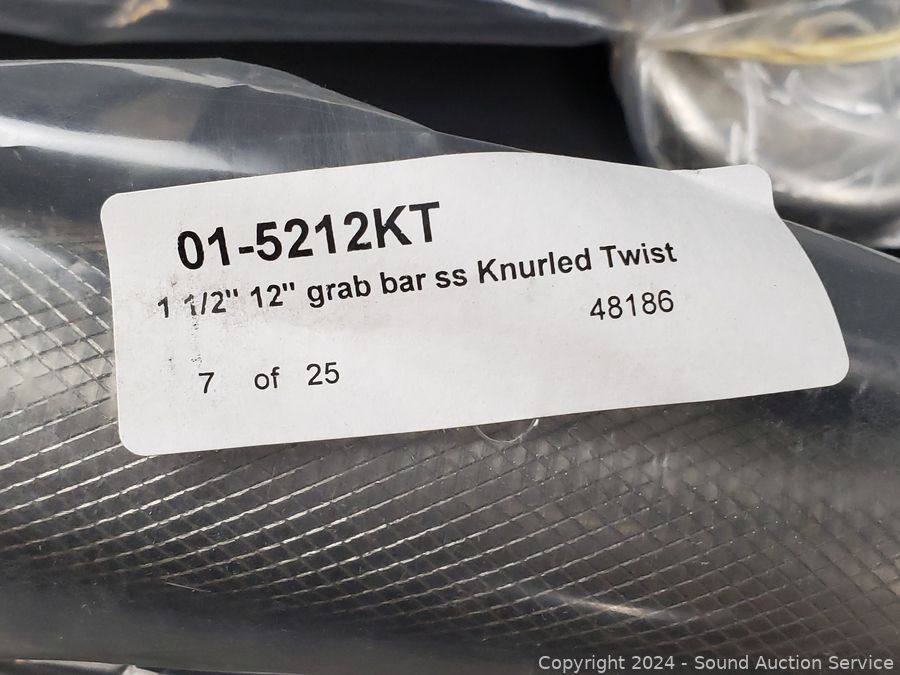 01-5212KT
1 1/2" 12" grab bar ss Knurled Twist
48186
7 of 25
Copyright 2024 - Sound Auction Service